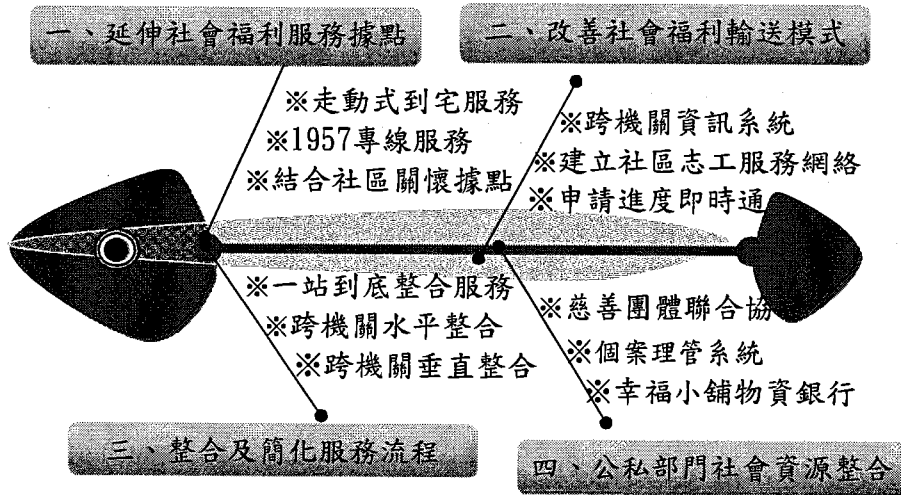 一、延伸社會福利服務據點
※走動式到宅服務
※1957專線服務
※結合社區關懷據點
二、改善社會福利輸送模式
※跨機關資訊系統
※建立社區志工服務網絡
※申請進度即時通
※一站到底整合服務
※跨機關水平整合
※跨機關垂直整合
三、整合及簡化服務流程
※慈善團體聯合協
※個案理管系統
※幸福小舖物資銀行
四、公私部門社會資源整合